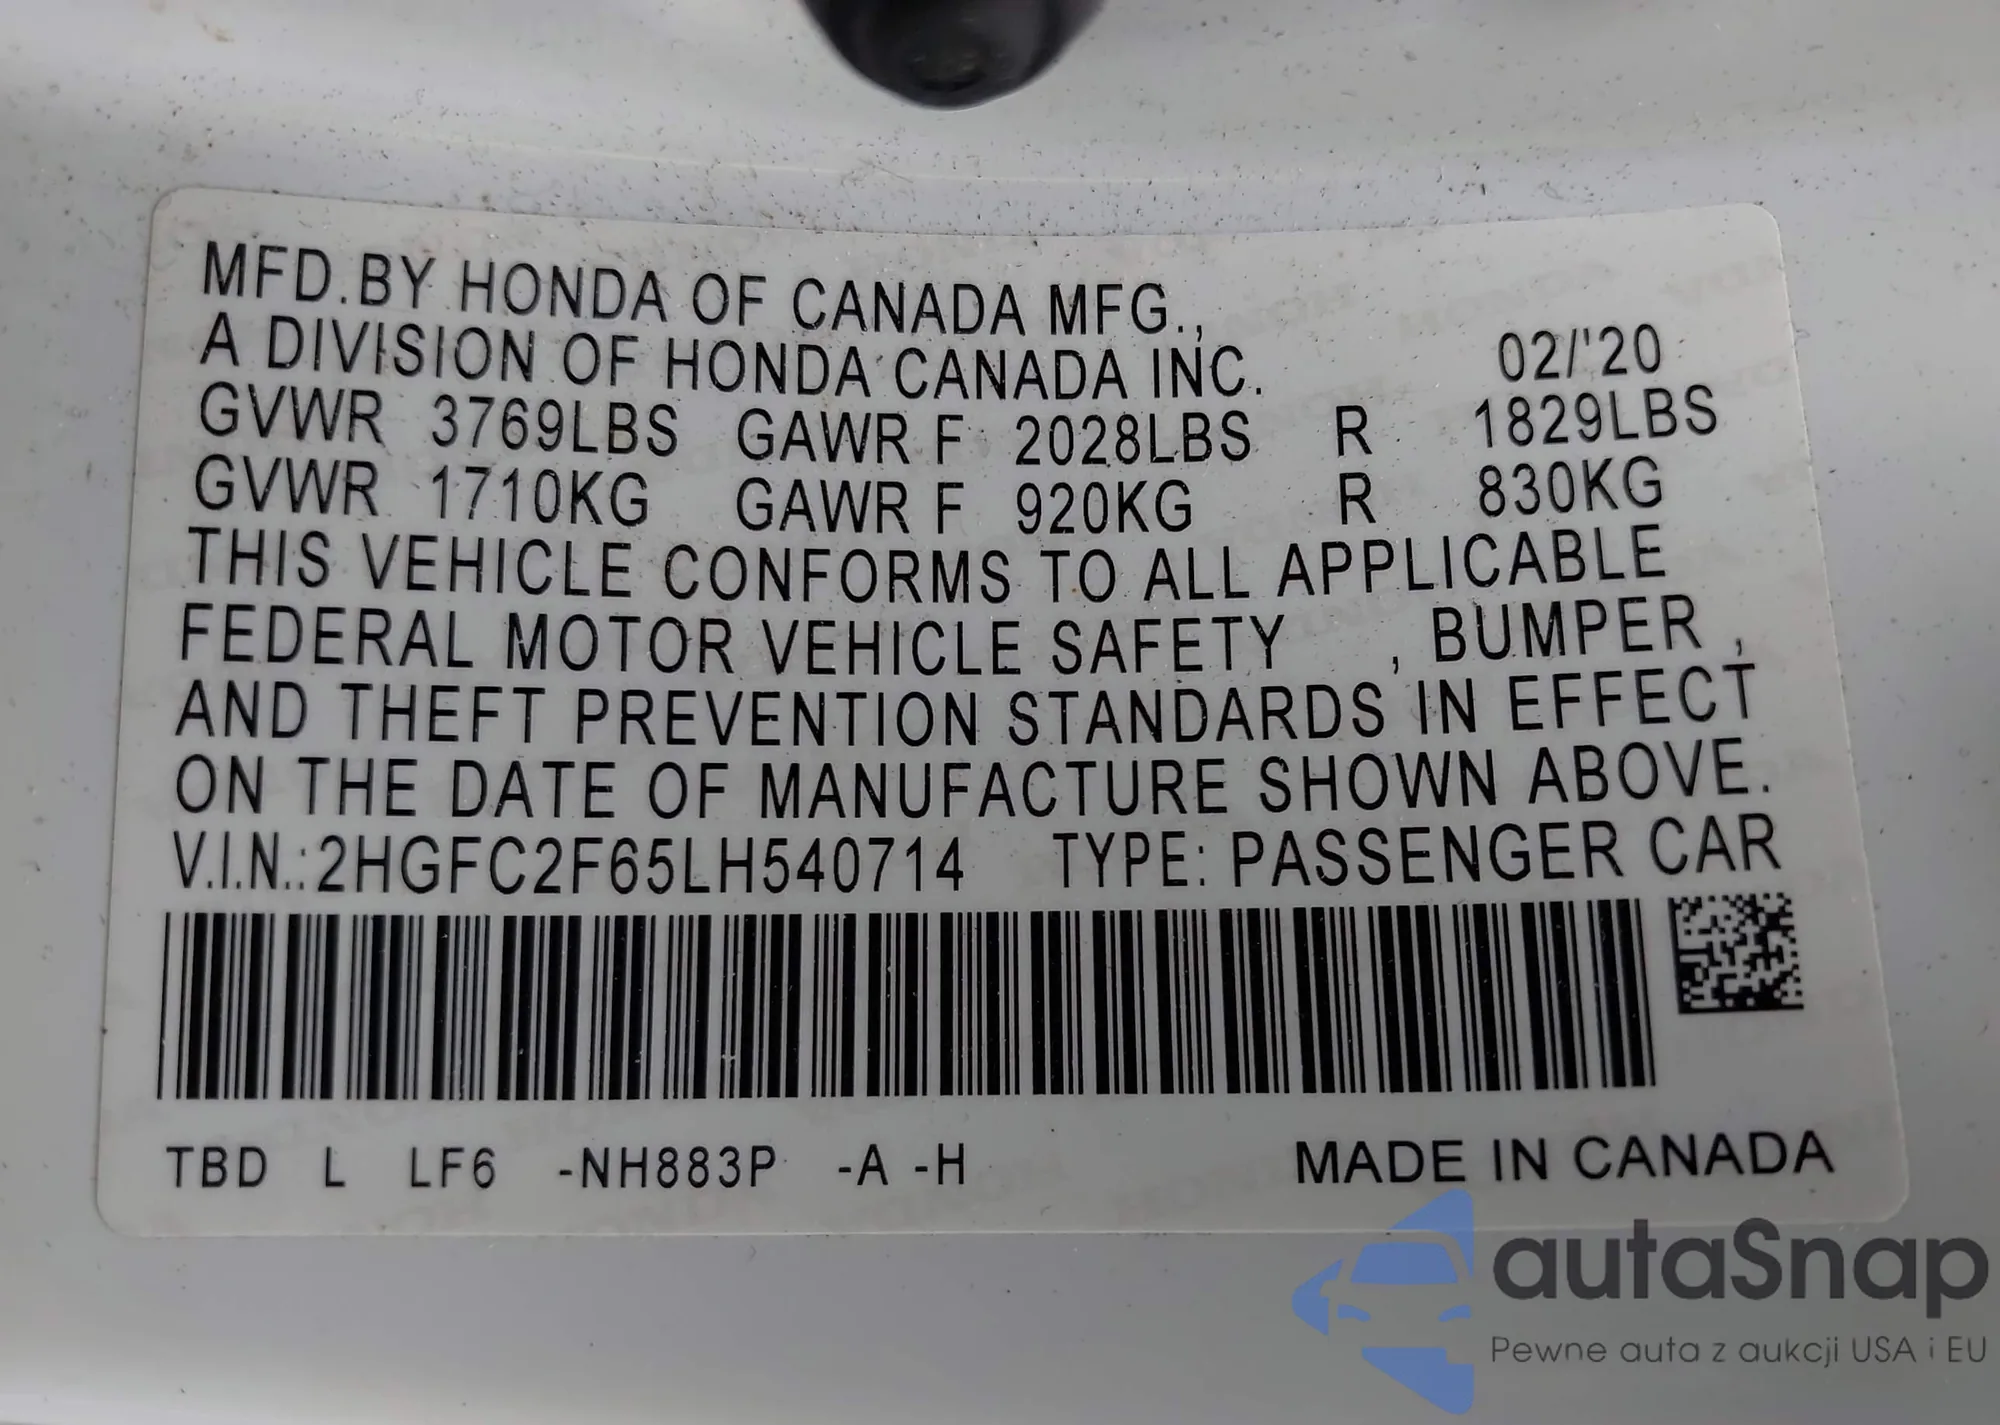 MFD.BY HONDA OF CANADA MFG.,
A DIVISION OF HONDA CANADA INC. 02/'20
GVWR 3769LBS GAWR F 2028LBS R 1829LBS
GVWR 1710KG GAWR F 920KG R 830KG
THIS VEHICLE CONFORMS TO ALL APPLICABLE
FEDERAL MOTOR VEHICLE SAFETY , BUMPER ,
AND THEFT PREVENTION STANDARDS IN EFFECT
ON THE DATE OF MANUFACTURE SHOWN ABOVE.
V.I.N.:2HGFC2F65LH540714 TYPE: PASSENGER CAR
TBD L LF6 -NH883P -A -H MADE IN CANADA
autaSnap
Pewne auta z aukcji USA i EU